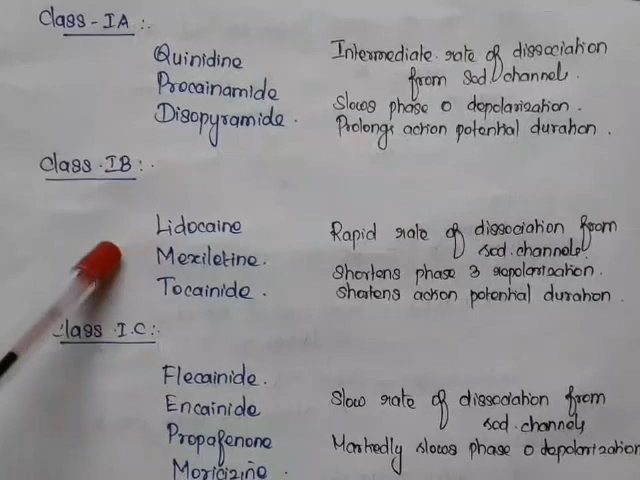 Class-IA :-
Quinidine
Procainamide
Disopyramide.
Intermediate rate of dissociation
from Sod channel.
Slows phase 0 depolarization.
Prolongs action potential duration.
Class.IB :-
Lidocaine
Mexiletine.
Tocainide.
Rapid rate of dissociation from
sod.channels.
Shortens phase 3 repolarization.
Shortens action potential duration.
Class.I.C:-
Flecainide.
Encainide
Propafenone
Moricizine.
Slow rate of dissociation from
sod.channels
Markedly slows phase 0 depolarization